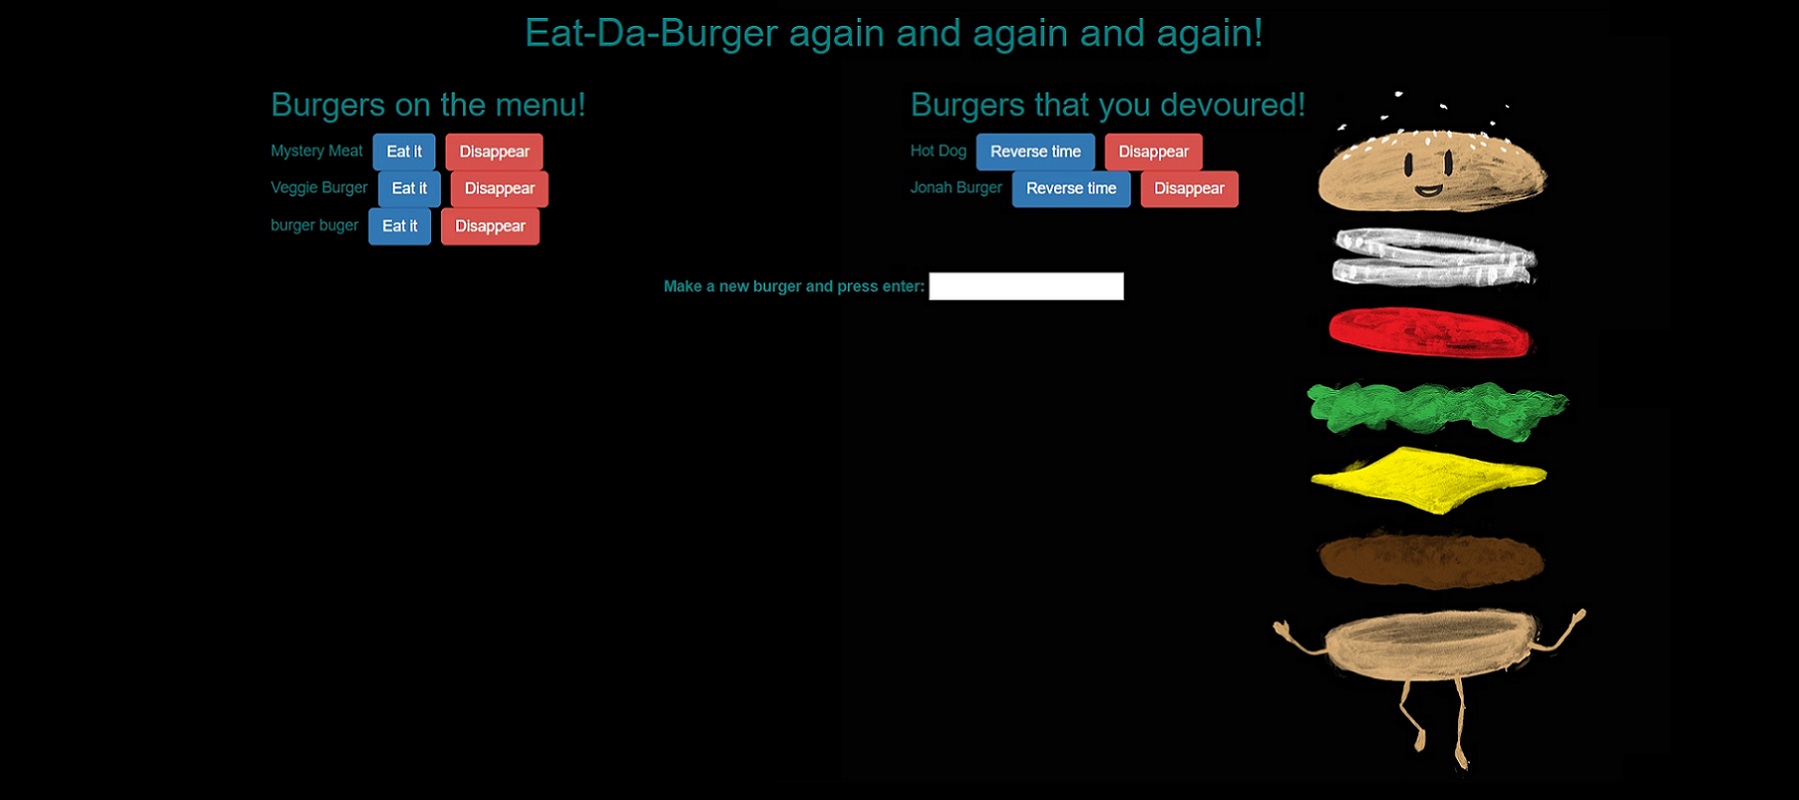 Eat-Da-Burger again and again and again!
Burgers on the menu!
Mystery Meat Eat it Disappear
Veggie Burger Eat it Disappear
burger buger Eat it Disappear
Burgers that you devoured!
Hot Dog Reverse time Disappear
Jonah Burger Reverse time Disappear
Make a new burger and press enter: